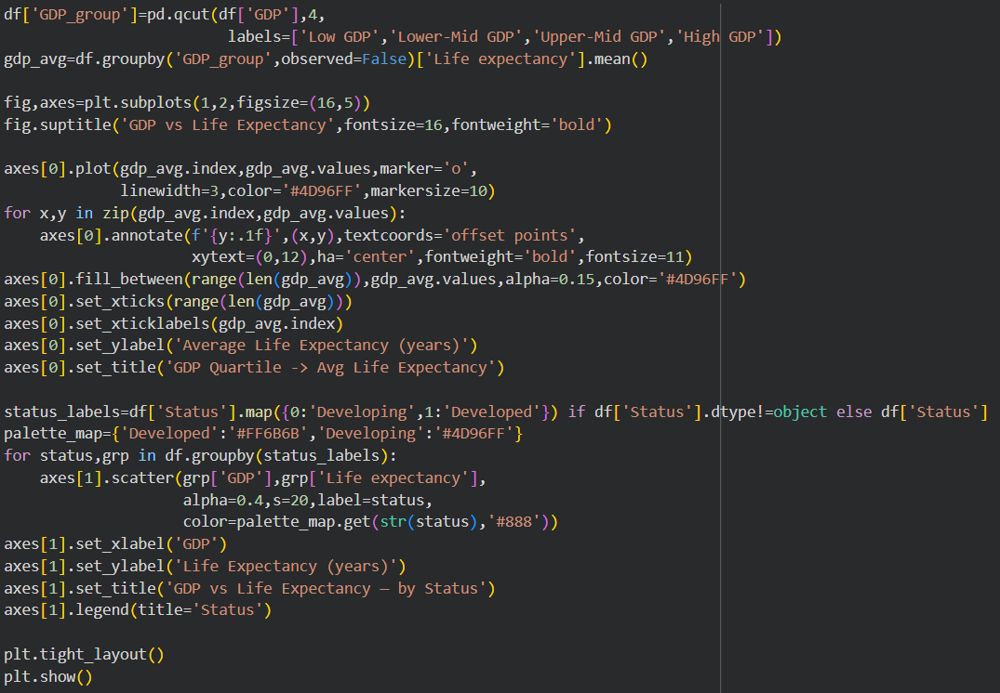 df['GDP_group']=pd.qcut(df['GDP'],4,
                         labels=['Low GDP','Lower-Mid GDP','Upper-Mid GDP','High GDP'])
gdp_avg=df.groupby('GDP_group',observed=False)['Life expectancy'].mean()

fig,axes=plt.subplots(1,2,figsize=(16,5))
fig.suptitle('GDP vs Life Expectancy',fontsize=16,fontweight='bold')

axes[0].plot(gdp_avg.index,gdp_avg.values,marker='o',
             linewidth=3,color='#4D96FF',markersize=10)
for x,y in zip(gdp_avg.index,gdp_avg.values):
    axes[0].annotate(f'{y:.1f}',(x,y),textcoords='offset points',
                     xytext=(0,12),ha='center',fontweight='bold',fontsize=11)
axes[0].fill_between(range(len(gdp_avg)),gdp_avg.values,alpha=0.15,color='#4D96FF')
axes[0].set_xticks(range(len(gdp_avg)))
axes[0].set_xticklabels(gdp_avg.index)
axes[0].set_ylabel('Average Life Expectancy (years)')
axes[0].set_title('GDP Quartile -> Avg Life Expectancy')

status_labels=df['Status'].map({0:'Developing',1:'Developed'}) if df['Status'].dtype!=object else df['Status']
palette_map={'Developed':'#FF6B6B','Developing':'#4D96FF'}
for status,grp in df.groupby(status_labels):
    axes[1].scatter(grp['GDP'],grp['Life expectancy'],
                    alpha=0.4,s=20,label=status,
                    color=palette_map.get(str(status),'#888'))
axes[1].set_xlabel('GDP')
axes[1].set_ylabel('Life Expectancy (years)')
axes[1].set_title('GDP vs Life Expectancy — by Status')
axes[1].legend(title='Status')

plt.tight_layout()
plt.show()